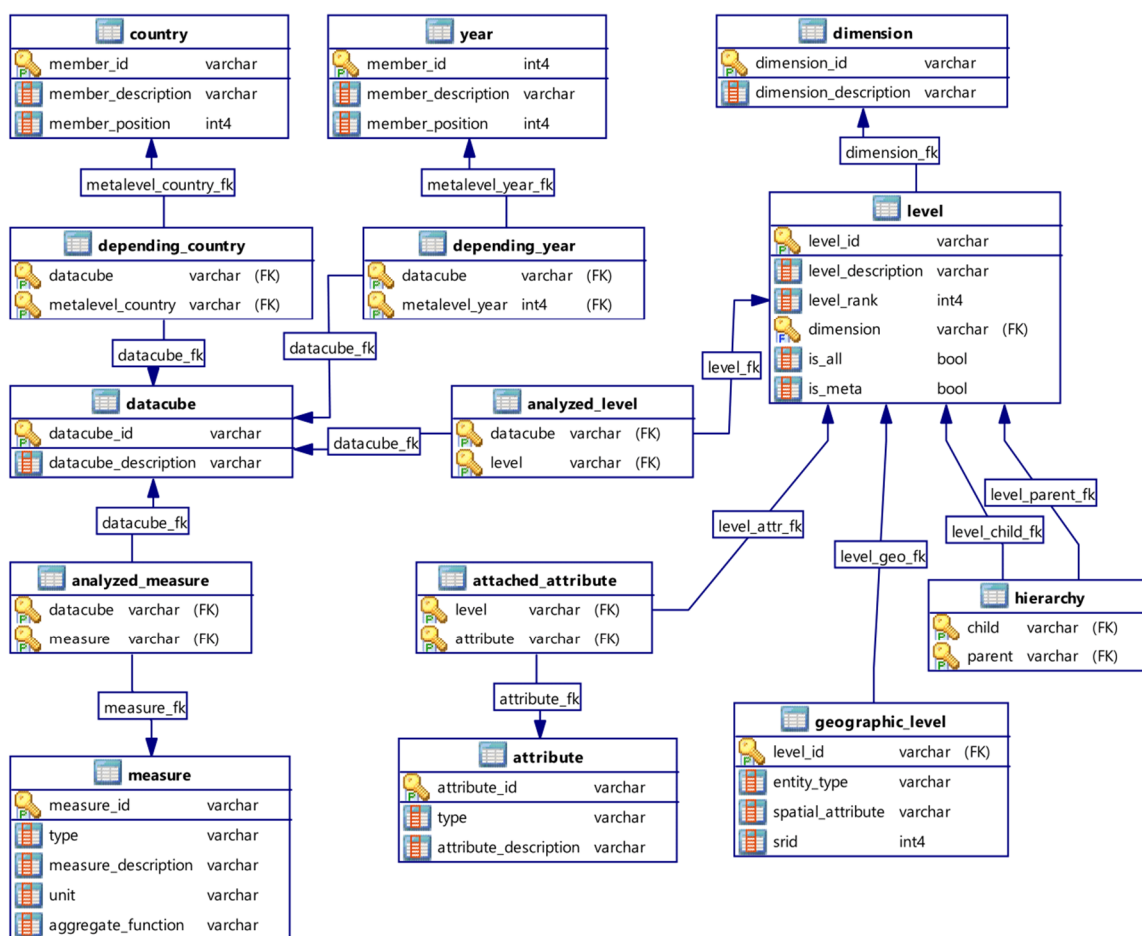 country
member_id varchar
member_description varchar
member_position int4
year
member_id int4
member_description varchar
member_position int4
dimension
dimension_id varchar
dimension_description varchar
metalevel_country_fk
metalevel_year_fk
dimension_fk
depending_country
datacube varchar (FK)
metalevel_country varchar (FK)
depending_year
datacube varchar (FK)
metalevel_year int4 (FK)
level
level_id varchar
level_description varchar
level_rank int4
dimension varchar (FK)
is_all bool
is_meta bool
datacube_fk
datacube_fk
level_fk
datacube
datacube_id varchar
datacube_description varchar
datacube_fk
analyzed_level
datacube varchar (FK)
level varchar (FK)
datacube_fk
level_attr_fk
level_geo_fk
level_child_fk
level_parent_fk
analyzed_measure
datacube varchar (FK)
measure varchar (FK)
attached_attribute
level varchar (FK)
attribute varchar (FK)
hierarchy
child varchar (FK)
parent varchar (FK)
measure_fk
attribute_fk
measure
measure_id varchar
type varchar
measure_description varchar
unit varchar
aggregate_function varchar
attribute
attribute_id varchar
type varchar
attribute_description varchar
geographic_level
level_id varchar (FK)
entity_type varchar
spatial_attribute varchar
srid int4